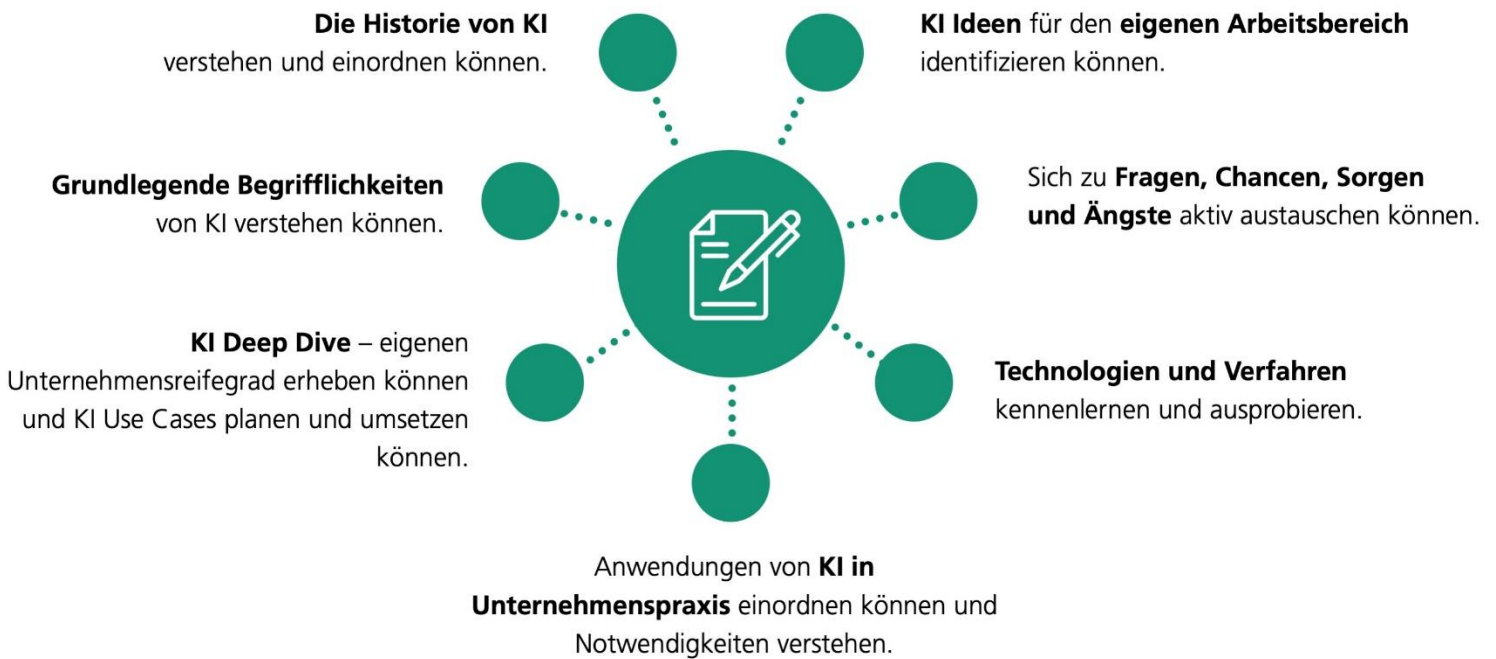 Die Historie von KI
verstehen und einordnen können.
KI Ideen für den eigenen Arbeitsbereich
identifizieren können.
Grundlegende Begrifflichkeiten
von KI verstehen können.
Sich zu Fragen, Chancen, Sorgen
und Ängste aktiv austauschen können.
KI Deep Dive – eigenen
Unternehmensreifegrad erheben können
und KI Use Cases planen und umsetzen
können.
Technologien und Verfahren
kennenlernen und ausprobieren.
Anwendungen von KI in
Unternehmenspraxis einordnen können und
Notwendigkeiten verstehen.